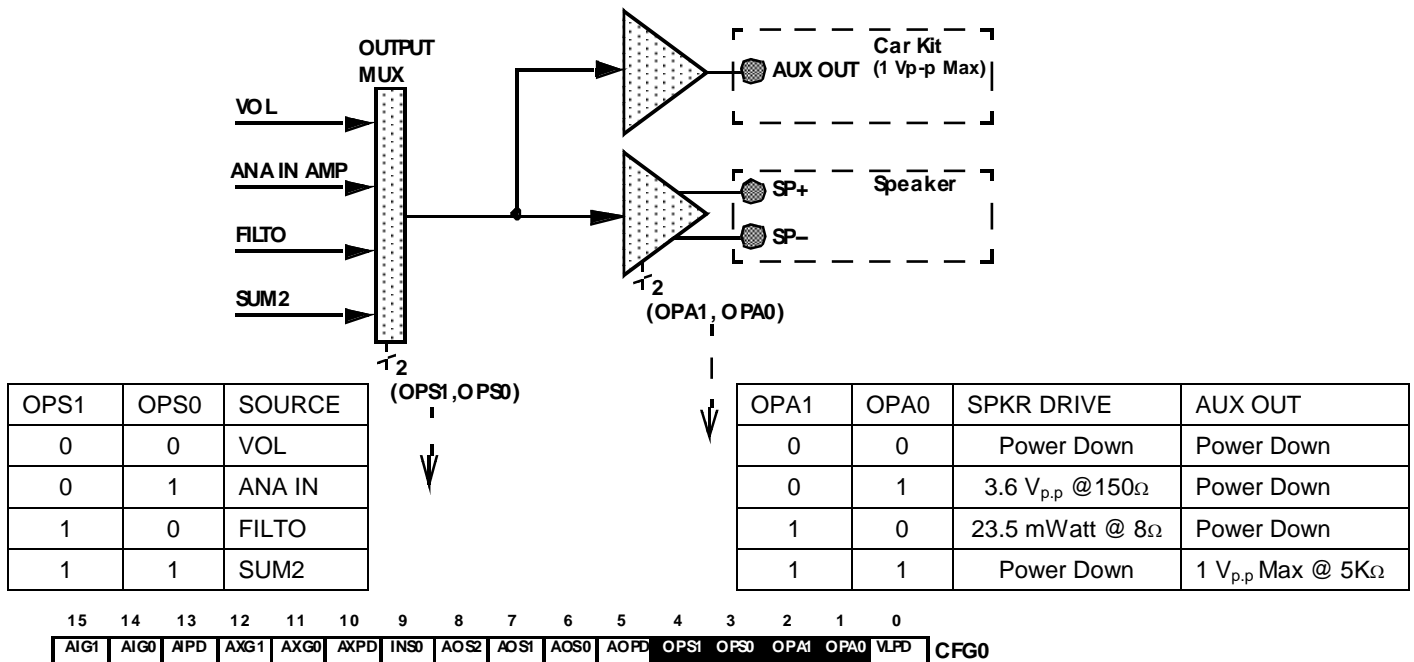 OUTPUT
MUX
VOL
ANA IN AMP
FILTO
SUM2
2
(OPS1,OPS0)
Car Kit
AUX OUT (1 Vp-p Max)
Speaker
SP+
SP–
2
(OPA1, OPA0)
OPS1 OPS0 SOURCE
0 0 VOL
0 1 ANA IN
1 0 FILTO
1 1 SUM2
OPA1 OPA0 SPKR DRIVE AUX OUT
0 0 Power Down Power Down
0 1 3.6 Vp.p @150Ω Power Down
1 0 23.5 mWatt @ 8Ω Power Down
1 1 Power Down 1 Vp.p Max @ 5KΩ
15 14 13 12 11 10 9 8 7 6 5 4 3 2 1 0
AIG1 AIG0 AIPD AXG1 AXG0 AXPD INS0 AOS2 AOS1 AOS0 AOPD OPS1 OPS0 OPA1 OPA0 VLPD CFG0